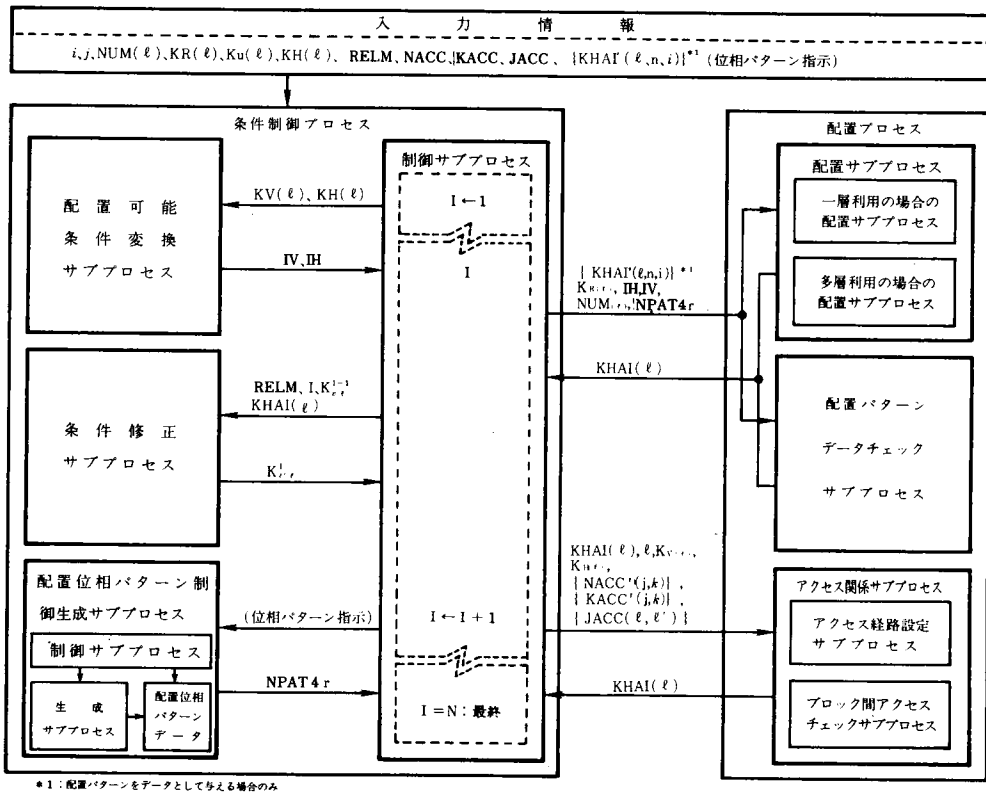 入力情報
i,j,NUM(ℓ),KR(ℓ),Ku(ℓ),KH(ℓ)、RELM、NACC、KACC、JACC、{KHAI'(ℓ,n,i)}*1 (位相パターン指示)
条件制御プロセス
配置可能
条件変換
サブプロセス
KV(ℓ)、KH(ℓ)
IV、IH
条件修正
サブプロセス
RELM、I、
KHAI(ℓ)
配置位相パターン制
御生成サブプロセス
制御サブプロセス
生成
サブプロセス
配置位相
パターン
データ
(位相パターン指示)
NPAT4r
制御サブプロセス
I←1
I
I←I+1
I=N:最終
{KHAI'(ℓ,n,i)}*1
IH,IV,
NPAT4r
KHAI(ℓ)
KHAI(ℓ),ℓ,
{NACC'(j,k)},
{KACC'(j,k)},
{JACC(ℓ,ℓ')}
KHAI(ℓ)
配置プロセス
配置サブプロセス
一層利用の場合の
配置サブプロセス
多層利用の場合の
配置サブプロセス
配置パターン
データチェック
サブプロセス
アクセス関係サブプロセス
アクセス経路設定
サブプロセス
ブロック間アクセス
チェックサブプロセス
*1:配置パターンをデータとして与える場合のみ